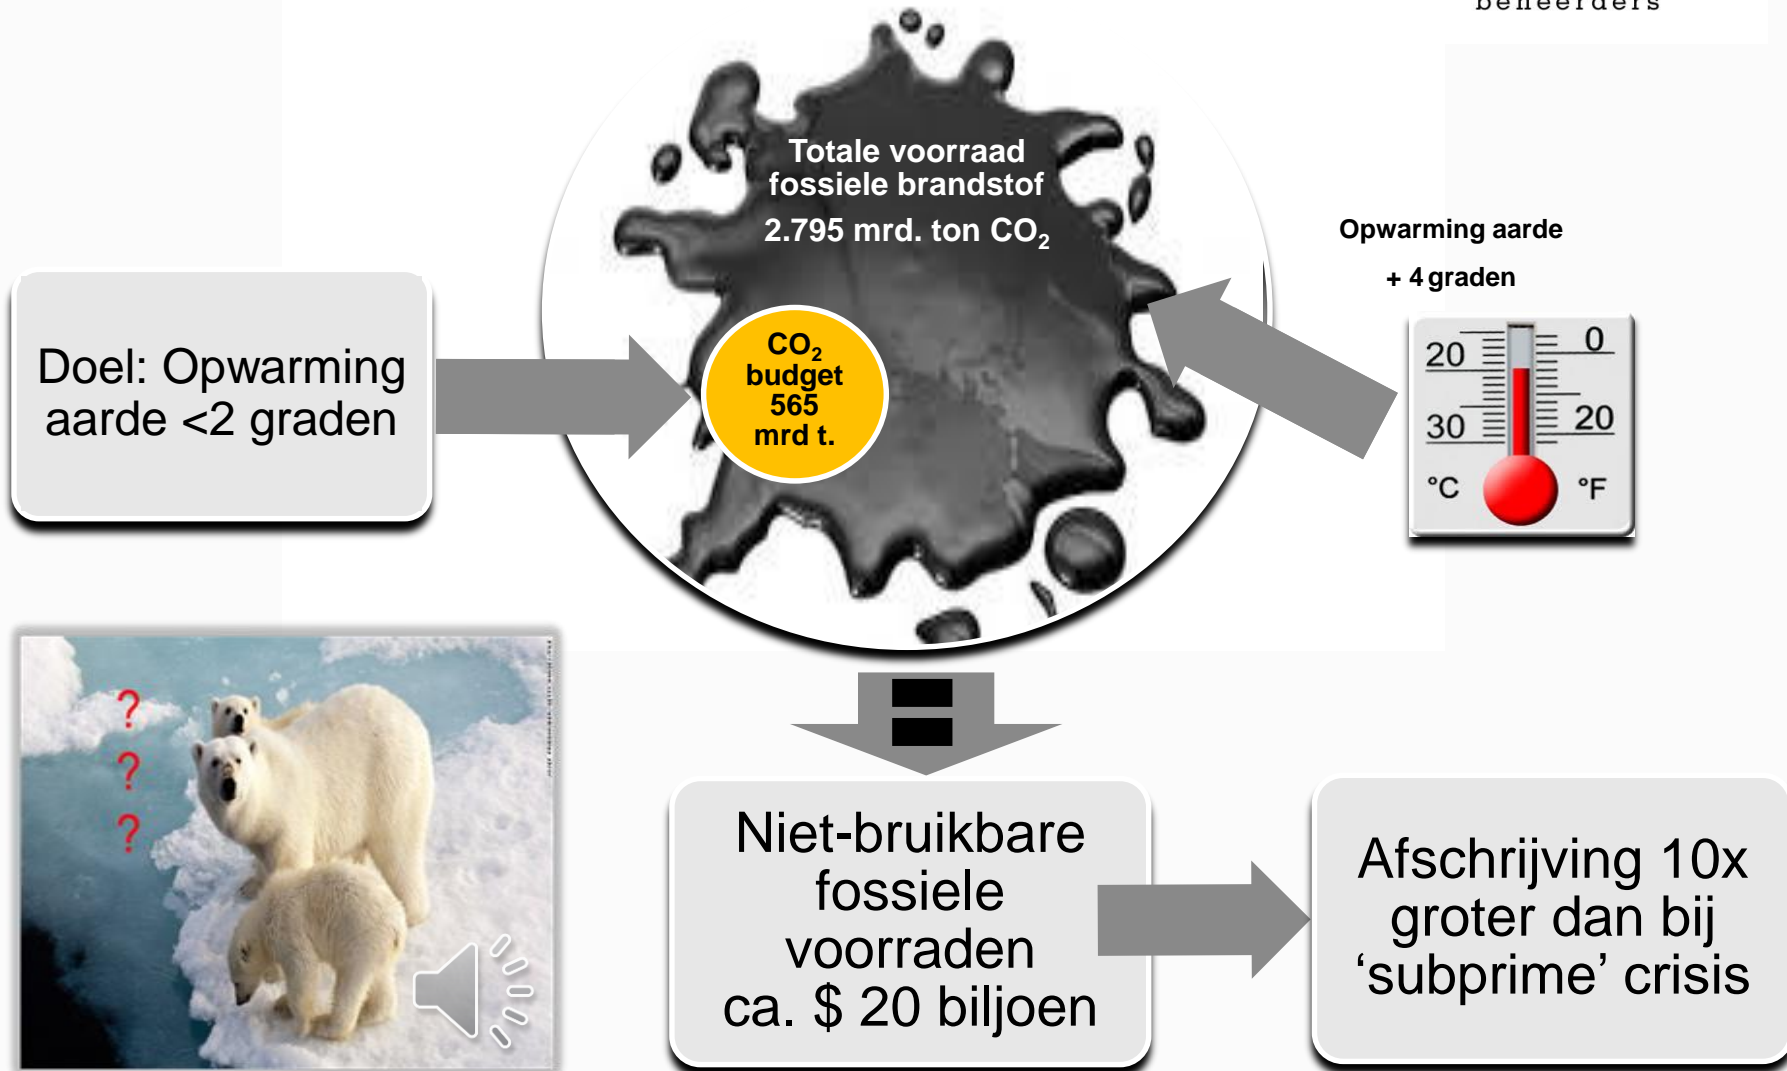 beheerders
Totale voorraad
fossiele brandstof
2.795 mrd. ton CO₂
Opwarming aarde
+ 4 graden
Doel: Opwarming
aarde <2 graden
CO₂
budget
565
mrd t.
20 0
30 20
°C °F
?
?
?
=
Niet-bruikbare
fossiele
voorraden
ca. $ 20 biljoen
Afschrijving 10x
groter dan bij
‘subprime’ crisis